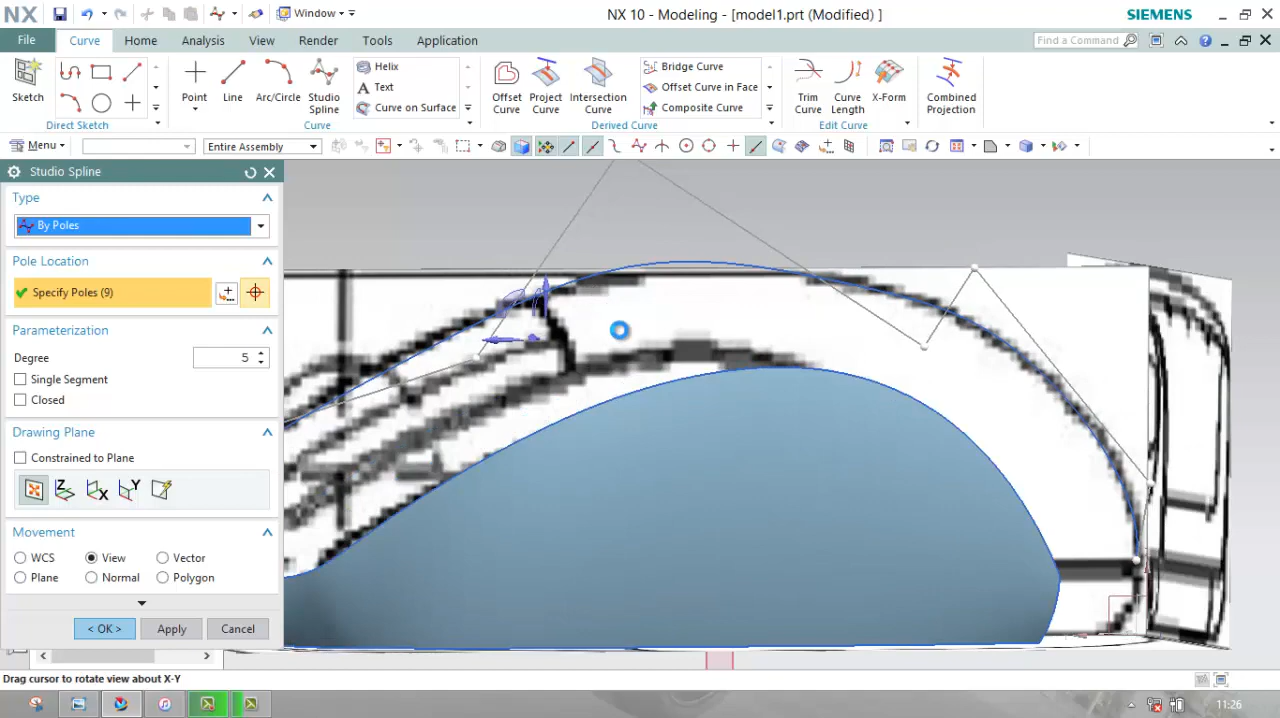 NX
Window
NX 10 - Modeling - [model1.prt (Modified) ]
SIEMENS
File
Curve
Home
Analysis
View
Render
Tools
Application
Find a Command
Sketch
Point
Line
Arc/Circle
Studio
Spline
Helix
Text
Curve on Surface
Offset
Curve
Project
Curve
Intersection
Curve
Bridge Curve
Offset Curve in Face
Composite Curve
Trim
Curve
Curve
Length
X-Form
Combined
Projection
Direct Sketch
Curve
Derived Curve
Edit Curve
Menu
Entire Assembly
Studio Spline
Type
By Poles
Pole Location
Specify Poles (9)
Parameterization
Degree
5
Single Segment
Closed
Drawing Plane
Constrained to Plane
Movement
WCS
View
Vector
Plane
Normal
Polygon
< OK >
Apply
Cancel
Drag cursor to rotate view about X-Y
11:26